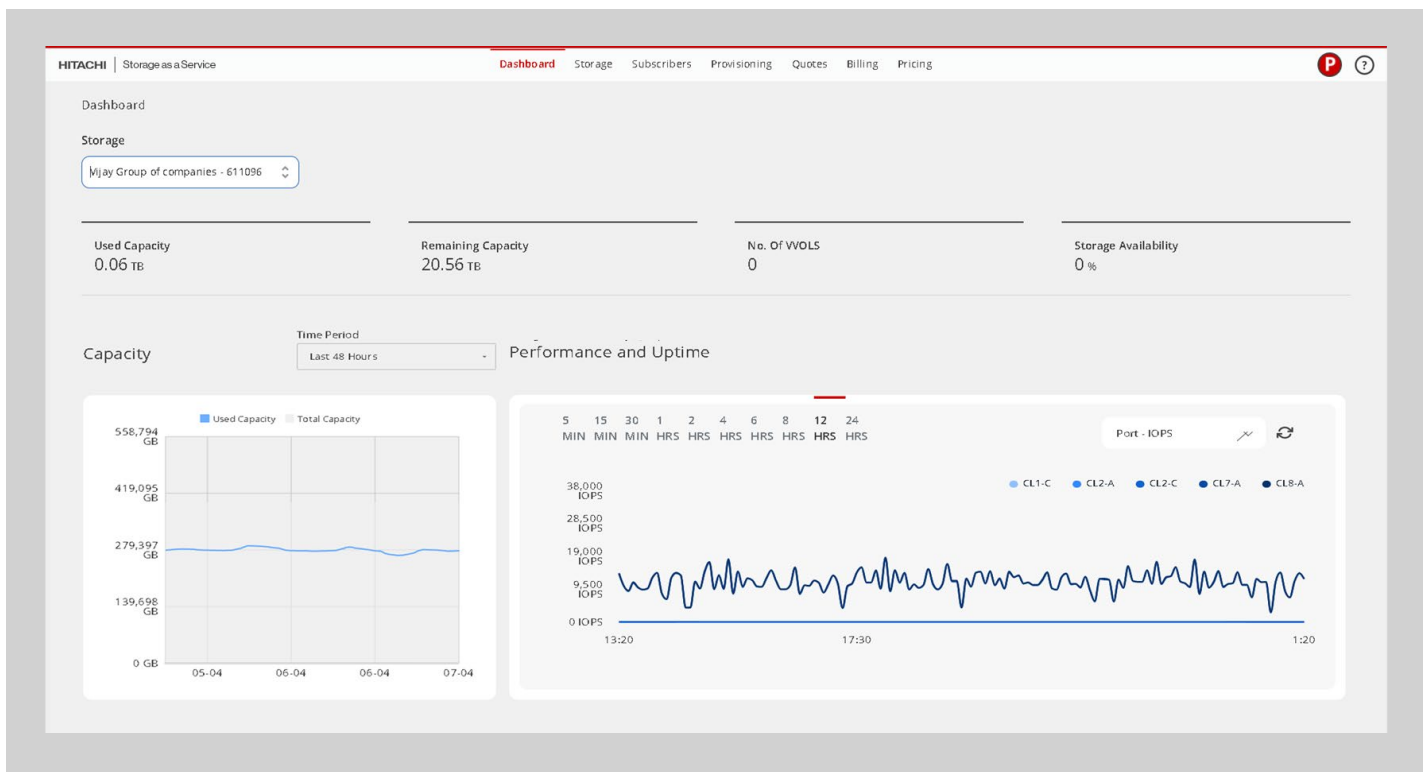 HITACHI | Storage as a Service
Dashboard Storage Subscribers Provisioning Quotes Billing Pricing
P ?
Dashboard
Storage
Vijay Group of companies - 611096
Used Capacity
0.06 TB
Remaining Capacity
20.56 TB
No. Of VVOLS
0
Storage Availability
0 %
Capacity
Time Period
Last 48 Hours
Performance and Uptime
Used Capacity Total Capacity
558,794
GB
419,095
GB
279,397
GB
139,698
GB
0 GB
05-04 06-04 06-04 07-04
5 15 30 1 2 4 6 8 12 24
MIN MIN MIN HRS HRS HRS HRS HRS HRS HRS
Port - IOPS
CL1-C CL2-A CL2-C CL7-A CL8-A
38,000
IOPS
28,500
IOPS
19,000
IOPS
9,500
IOPS
0 IOPS
13:20 17:30 1:20